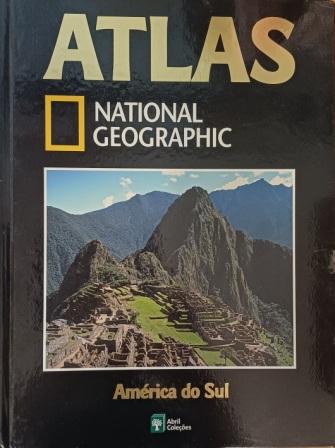 ATLAS
NATIONAL
GEOGRAPHIC
América do Sul
Abril
Coleções